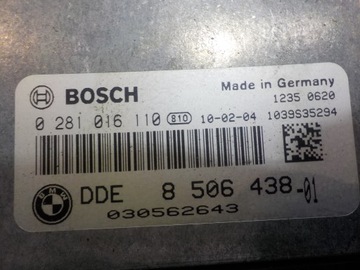 BOSCH
Made in Germany
1235 0620
0 281 016 110 810 10-02-04 1039S35294
BMW
DDE 8 506 438-01
030562643